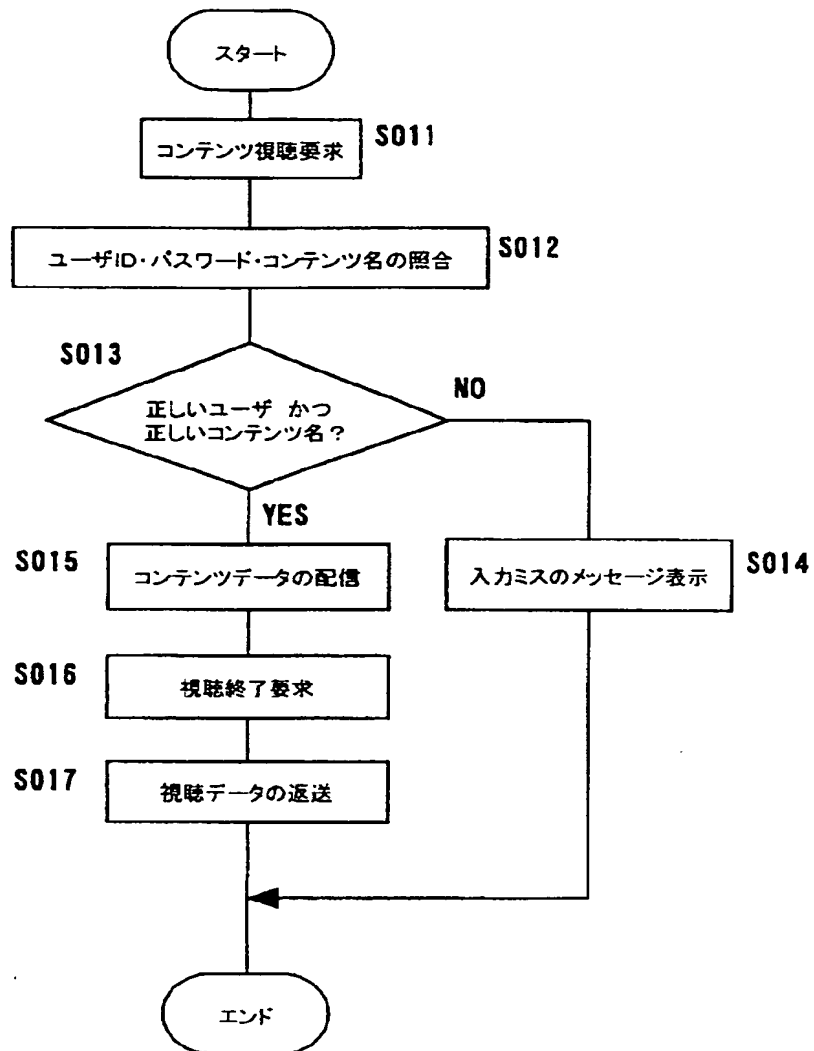 スタート
コンテンツ視聴要求
S011
ユーザID・パスワード・コンテンツ名の照合
S012
S013
正しいユーザ かつ
正しいコンテンツ名？
NO
YES
S015
コンテンツデータの配信
入力ミスのメッセージ表示
S014
S016
視聴終了要求
S017
視聴データの返送
エンド